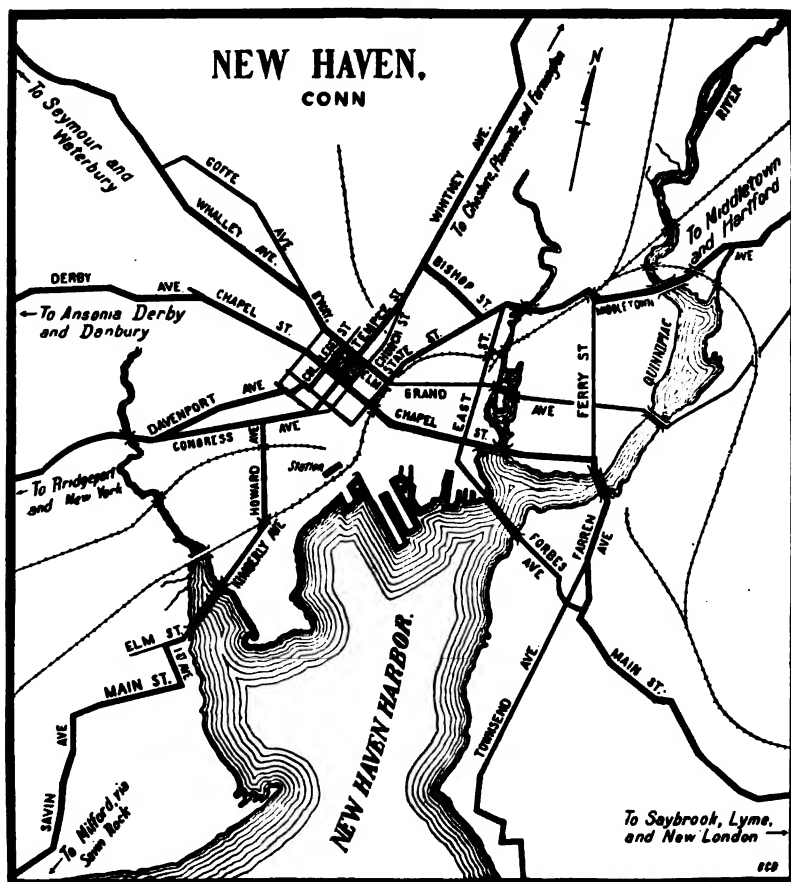 NEW HAVEN,
CONN
N
To Seymour and
Waterbury
GOFFE
AVE
WHALLEY
AVE.
WHITNEY
AVE.
To Cheshire, Plainville, and Farmington
RIVER
To Middletown
and Hartford
DERBY
AVE.
To Ansonia Derby
and Danbury
CHAPEL
ST.
B'WAY.
TEMPLE ST
CHURCH ST
ELM
STATE
ST.
BISHOP
ST
MIDDLETOWN
AVE
QUINNIPIAC
DAVENPORT
AVE
CONGRESS
AVE
GRAND
AVE
EAST
ST.
FERRY ST
CHAPEL
ST.
To Bridgeport
and New York
HOWARD
AVE
Station
KIMBERLY AVE
FORBES
AVE
FARREN
AVE
ELM ST.
1ST AVE.
MAIN ST.
SAVIN
AVE
To Milford, via
Savin Rock
NEW HAVEN HARBOR.
TOWNSEND
AVE.
MAIN ST.
To Saybrook, Lyme,
and New London